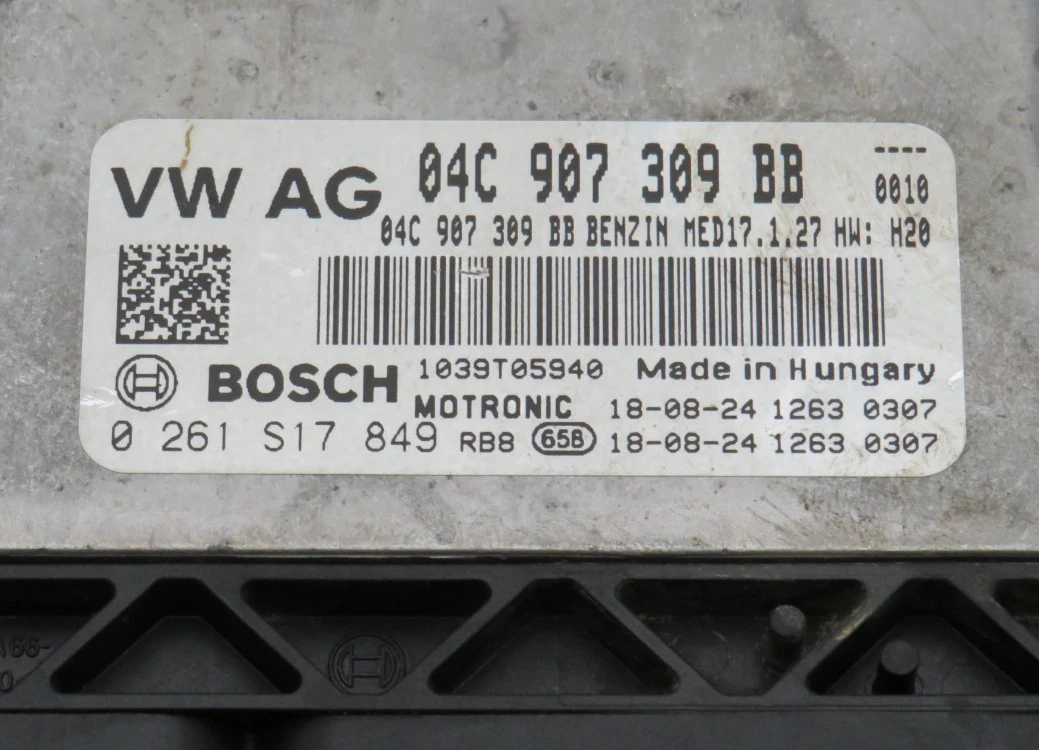 VW AG 04C 907 309 BB ----
0010
04C 907 309 BB BENZIN MED17.1.27 HW: H20
BOSCH 1039T05940 Made in Hungary
MOTRONIC 18-08-24 1263 0307
0 261 S17 849 RB8 65B 18-08-24 1263 0307